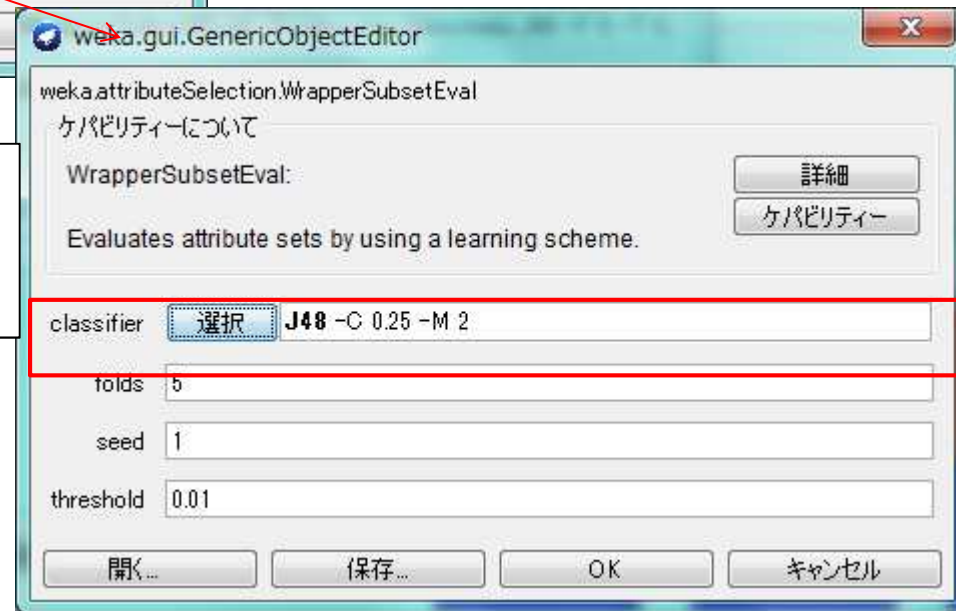 weka.gui.GenericObjectEditor
weka.attributeSelection.WrapperSubsetEval
ケパビリティーについて
WrapperSubsetEval:
詳細
ケパビリティー
Evaluates attribute sets by using a learning scheme.
classifier 選択 J48 -C 0.25 -M 2
folds 5
seed 1
threshold 0.01
開く... 保存... OK キャンセル